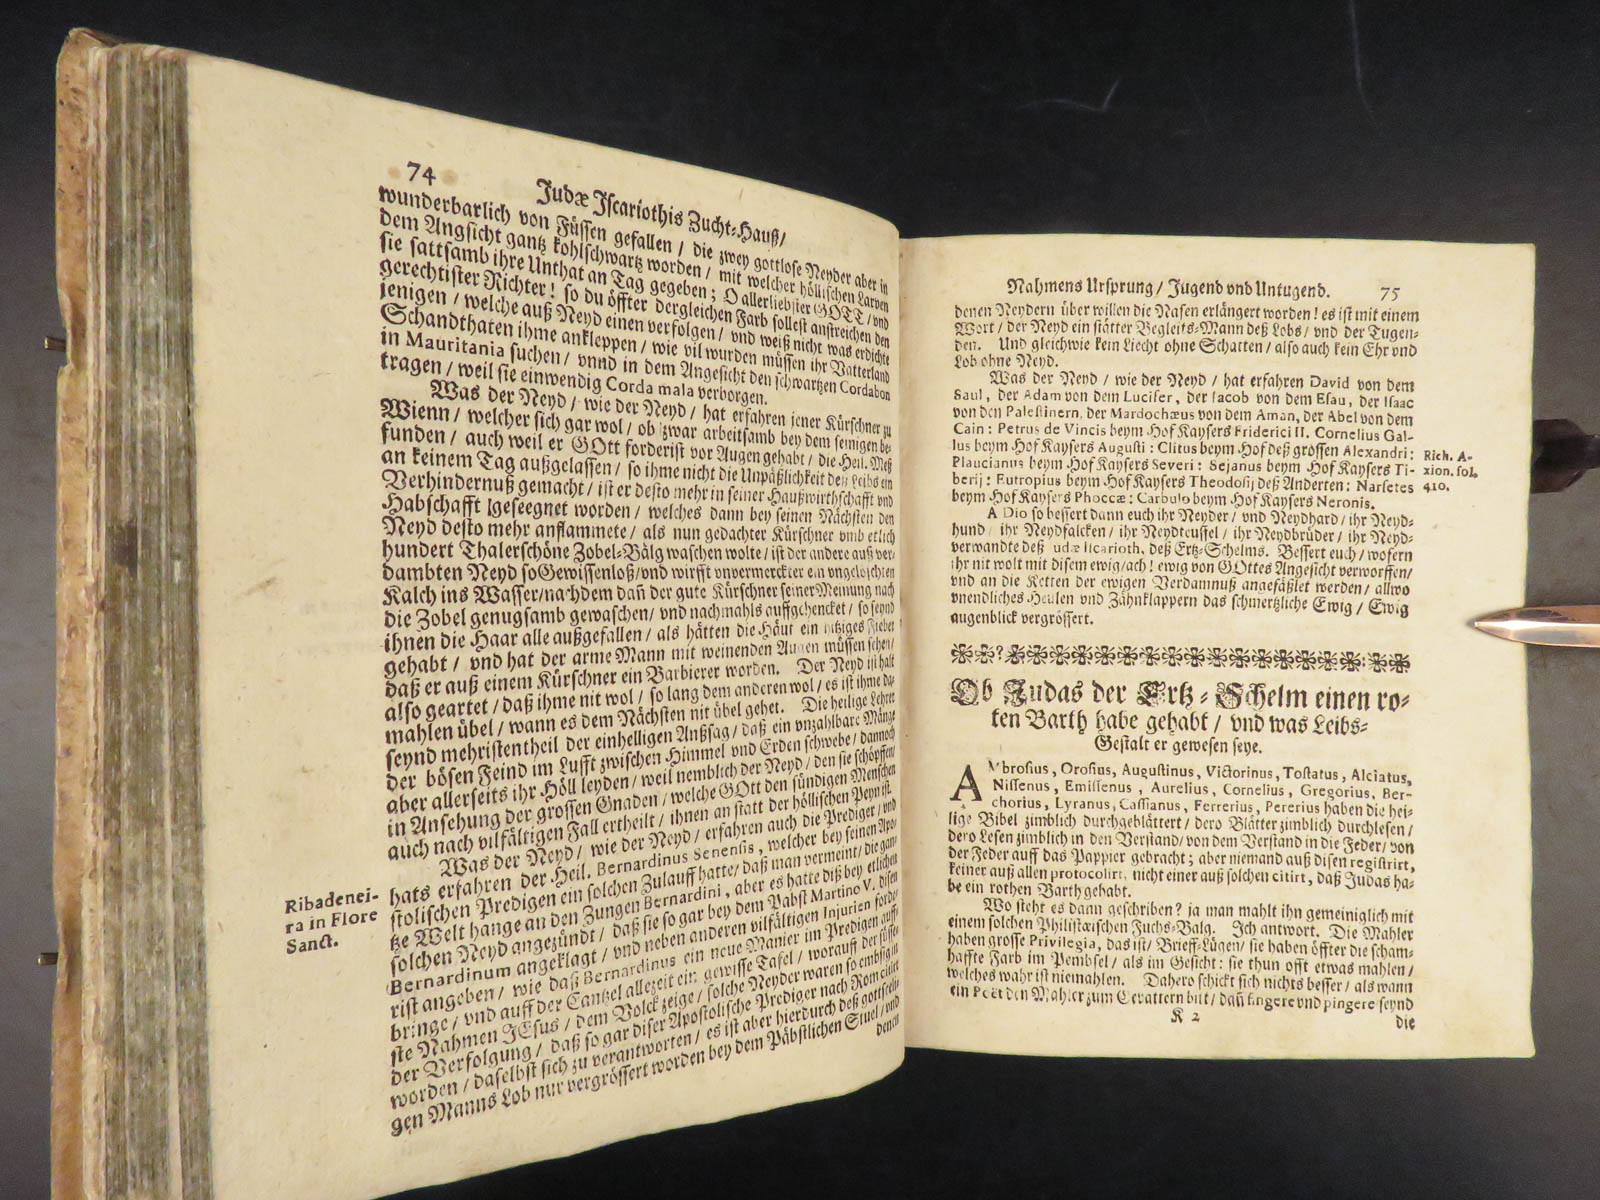 74
Judæ Iscariothis Zucht-Hauß/
wunderbarlich von Füssen gefallen / die zwey gottlose Neyder aber in
dem Angsicht gantz kohlschwartz worden / mit welcher höllischen Larven
sie sattsamb ihre Unthat an Tag gegeben; O allerliebster GOTT / vnd
gerechtister Richter! so du öffter dergleichen Farb sollest anstreichen den
jenigen / welche auß Neyd einen verfolgen / vnd weiß nicht was erdichte
Schandthaten ihme ankleppen / wie vil wurden müssen ihr Vatterland
in Mauritania suchen / vnnd in dem Angesicht den schwartzen Cordabon
tragen / weil sie einwendig Corda mala verborgen.
Was der Neyd / wie der Neyd / hat erfahren jener Kürschner zu
Wienn / welcher sich gar wol / ob zwar arbeitsamb bey dem seinigen be-
funden / auch weil er GOtt forderist vor Augen gehabt / die Heil. Meß
an keinem Tag außgelassen / so ihme nicht die Unpäßlichkeit deß Leibs ein
Verhindernuß gemacht / ist er desto mehr in seiner Haußwirthschafft vnd
Habschafft gesegnet worden / welches dann bey seinen Nächsten den
Neyd desto mehr anflammete / als nun gedachter Kürschner vmb etlich
hundert Thaler schöne Zobel-Bälg waschen wolte / ist der andere auß ver-
dambten Neyd so Gewissenloß / vnd wirfft vnvermerckter ein vngelöschten
Kalch ins Wasser / nachdem dañ der gute Kürschner seiner Meinung nach
die Zobel genugsamb gewaschen / vnd nachmahls auffgehencket / so seynd
ihnen die Haar alle außgefallen / als hätten die Häut ein hitziges Fieber
gehabt / vnd hat der arme Mann mit weinenden Augen müssen sehen /
daß er auß einem Kürschner ein Barbierer worden. Der Neyd ist halt
also geartet / daß ihme nit wol / so lang dem anderen wol / es ist ihme da-
mahlen übel / wann es dem Nächsten nit übel gehet. Die heilige Lehrer
seynd mehristentheil der einhelligen Außsag / daß ein vnzahlbare Mänge
der bösen Feind im Lufft zwischen Himmel vnd Erden schwebe / dannoch
aber allerseits ihr Höll leyden / weil nemblich der Neyd / den sie schöpffen /
in Ansehung der grossen Gnaden / welche GOtt den sündigen Menschen
auch nach vilfältigen Fall ertheilt / ihnen an statt der höllischen Peyn ist.
Was der Neyd / wie der Neyd / erfahren auch die Prediger / vnd
hats erfahren der Heil. Bernardinus Senensis, welcher bey seinen Apo-
stolischen Predigen ein solchen Zulauff hatte / daß man vermeint / die gan-
tze Welt hange an den Zungen Bernardini, aber es hatte diß bey etlichen
solchen Neyd angezündt / daß sie so gar bey dem Pabst Martino V. disen
Bernardinum angeklagt / vnd neben anderen vilfältigen Injurien forde-
rist angeben / wie daß Bernardinus ein neue Manier im Predigen auff-
bringe / vnd auff der Cantzel allezeit ein gewisse Tafel / worauff der süsse-
ste Nahmen JEsus / dem Volck zeige / solche Neyder waren so embsig in
der Verfolgung / daß so gar diser Apostolische Prediger nach Rom citirt
worden / daselbst sich zu verantworten / es ist aber hierdurch deß gottseeli-
gen Manns Lob nur vergrössert worden bey dem Päbstlichen Stuel / vnd
denen
Ribadenei-
ra in Flore
Sanct.
Nahmens Ursprung / Jugend vnd Untugend. 75
denen Neydern über willen die Nasen erlängert worden! es ist mit einem
Wort / der Neyd ein stäter Begleits-Mann deß Lobs / vnd der Tugen-
den. Und gleichwie kein Liecht ohne Schatten / also auch kein Ehr vnd
Lob ohne Neyd.
Was der Neyd / wie der Neyd / hat erfahren David von dem
Saul, der Adam von dem Lucifer, der Jacob von dem Esau, der Isaac
von den Palestinern, der Mardochæus von dem Aman, der Abel von dem
Cain: Petrus de Vincis beym Hof Kaysers Friderici II. Cornelius Gal-
lus beym Hof Kaysers Augusti: Clitus beym Hof deß grossen Alexandri:
Plaucianus beym Hof Kaysers Severi: Sejanus beym Hof Kaysers Ti-
berij: Eutropius beym Hof Kaysers Theodosij deß Anderten: Narsetes
beym Hof Kaysers Phoccæ: Carbulo beym Hof Kaysers Neronis.
Rich. A-
xion. fol.
410.
A Dio so bessert dann euch ihr Neyder / vnd Neydhard / ihr Neyd-
hund / ihr Neydfalcken / ihr Neydteuffel / ihr Neydbrüder / ihr Neyd-
verwandte deß Judæ Iscarioth, deß Ertz-Schelms. Bessert euch / wofern
ihr nit wolt mit disem ewig / ach! ewig von GOttes Angesicht verworffen /
vnd an die Ketten der ewigen Verdamnuß angefäßlet werden / allwo
vnendliches Heulen vnd Zähnklappern das schmertzliche Ewig / Ewig
augenblick vergrössert.
Ob Judas der Ertz-Schelm einen ro-
ten Barth habe gehabt / vnd was Leibs-
Gestalt er gewesen seye.
AMbrosius, Orosius, Augustinus, Victorinus, Tostatus, Alciatus,
Nissenus, Emissenus, Aurelius, Cornelius, Gregorius, Ber-
chorius, Lyranus, Cassianus, Ferrerius, Pererius haben die hei-
lige Bibel zimblich durchgeblättert / dero Blätter zimblich durchlesen /
dero Lesen zimblich in den Verstand / von dem Verstand in die Feder / von
der Feder auff das Pappier gebracht; aber niemand auß disen registrirt,
keiner auß allen protocolirt, nicht einer auß solchen citirt, daß Judas ha-
be ein rothen Barth gehabt.
Wo steht es dann geschriben? ja man mahlt ihn gemeiniglich mit
einem solchen Philistæischen Fuchs-Balg. Ich antwort. Die Mahler
haben grosse Privilegia, das ist / Brieff-Lügen / sie haben öffter die scham-
haffte Farb im Pembsel / als im Gesicht: sie thun offt etwas mahlen /
welches wahr ist niemahlen. Dahero schickt sich nichts besser / als wann
ein Poët den Mahler zum Gevattern bitt / dañ fingere vnd pingere seynd
K 2
die